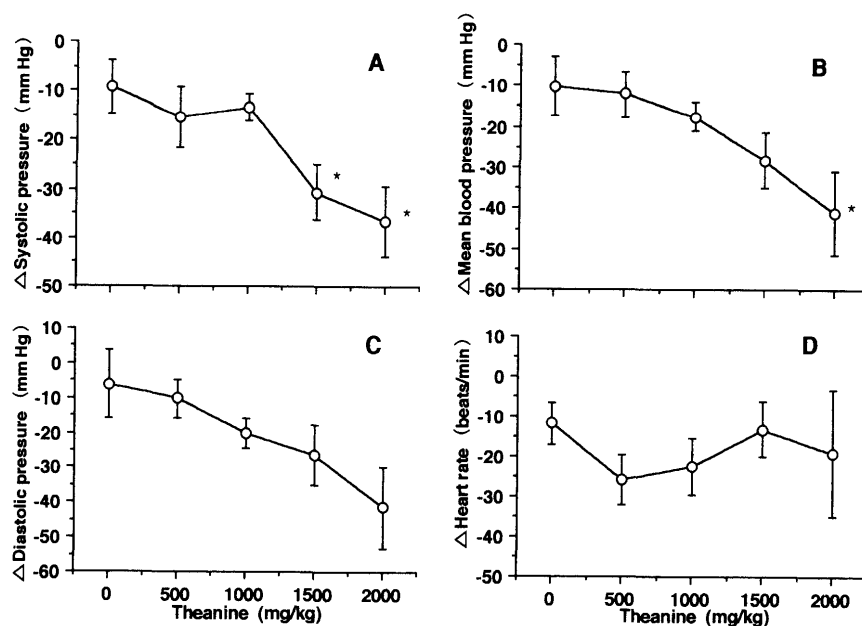 A
△Systolic pressure (mm Hg)
0
-10
-20
-30
-40
-50
*
*
B
△Mean blood pressure (mm Hg)
0
-10
-20
-30
-40
-50
-60
*
C
△Diastolic pressure (mm Hg)
10
0
-10
-20
-30
-40
-50
-60
0 500 1000 1500 2000
Theanine (mg/kg)
D
△Heart rate (beats/min)
10
0
-10
-20
-30
-40
-50
0 500 1000 1500 2000
Theanine (mg/kg)